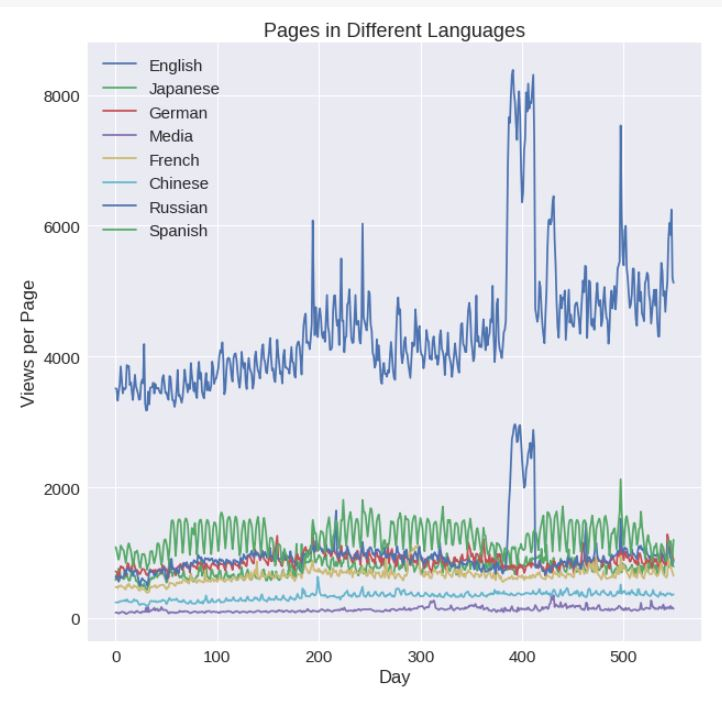 Pages in Different Languages
English
Japanese
German
Media
French
Chinese
Russian
Spanish
8000
6000
4000
2000
0
Views per Page
0 100 200 300 400 500
Day